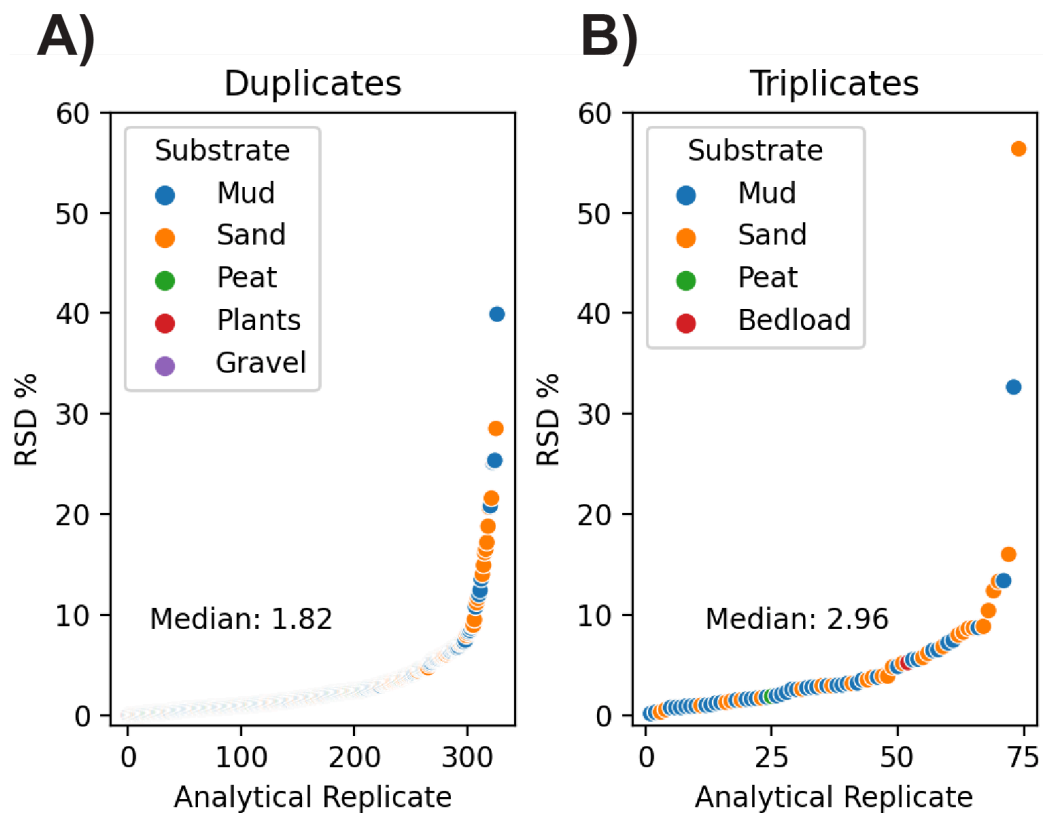 A)
Duplicates
60
50
40
30
20
10
0
RSD %
Substrate
Mud
Sand
Peat
Plants
Gravel
Median: 1.82
0 100 200 300
Analytical Replicate
B)
Triplicates
60
50
40
30
20
10
0
RSD %
Substrate
Mud
Sand
Peat
Bedload
Median: 2.96
0 25 50 75
Analytical Replicate